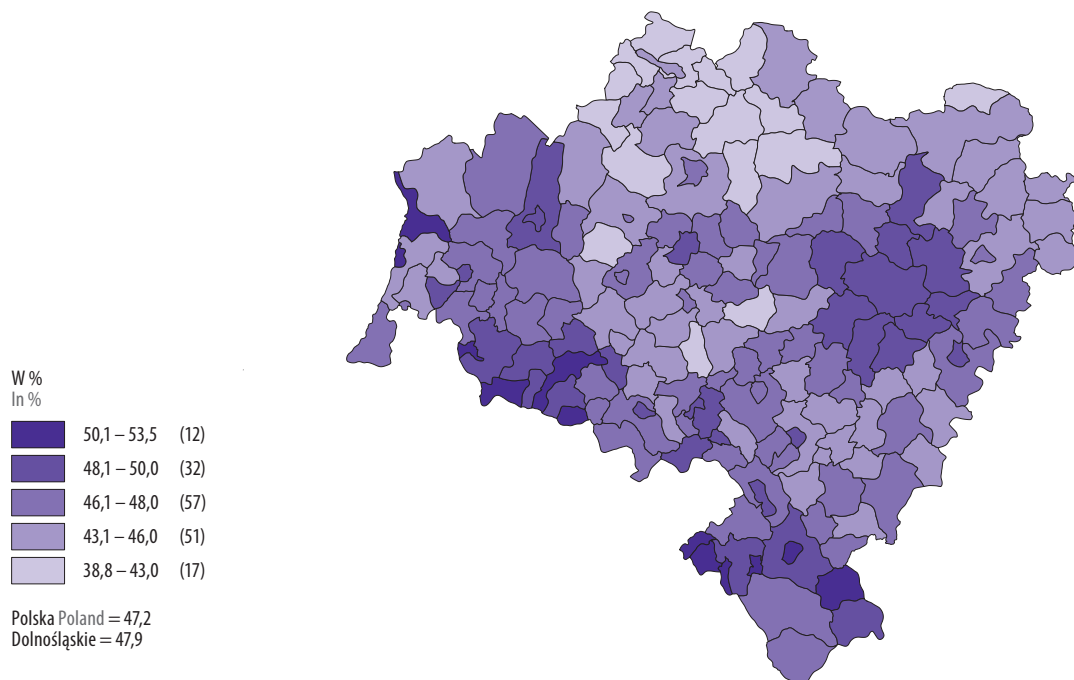 W %
In %
50,1 – 53,5 (12)
48,1 – 50,0 (32)
46,1 – 48,0 (57)
43,1 – 46,0 (51)
38,8 – 43,0 (17)
Polska Poland = 47,2
Dolnośląskie = 47,9